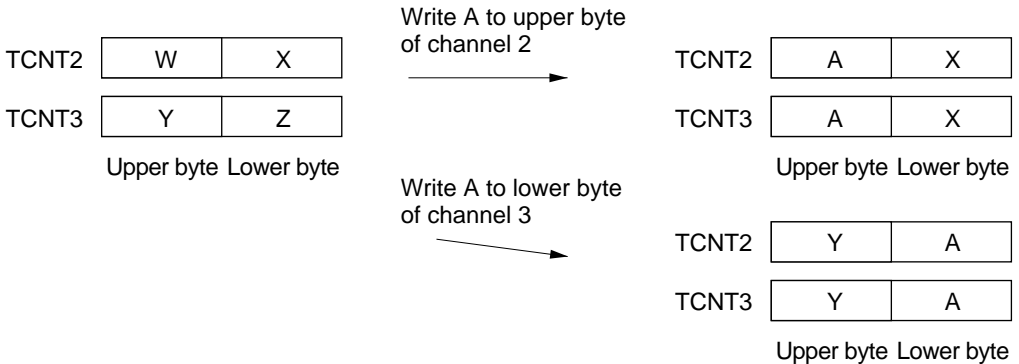 Write A to upper byte
of channel 2
TCNT2 W X
TCNT3 Y Z
Upper byte Lower byte
TCNT2 A X
TCNT3 A X
Upper byte Lower byte
Write A to lower byte
of channel 3
TCNT2 Y A
TCNT3 Y A
Upper byte Lower byte